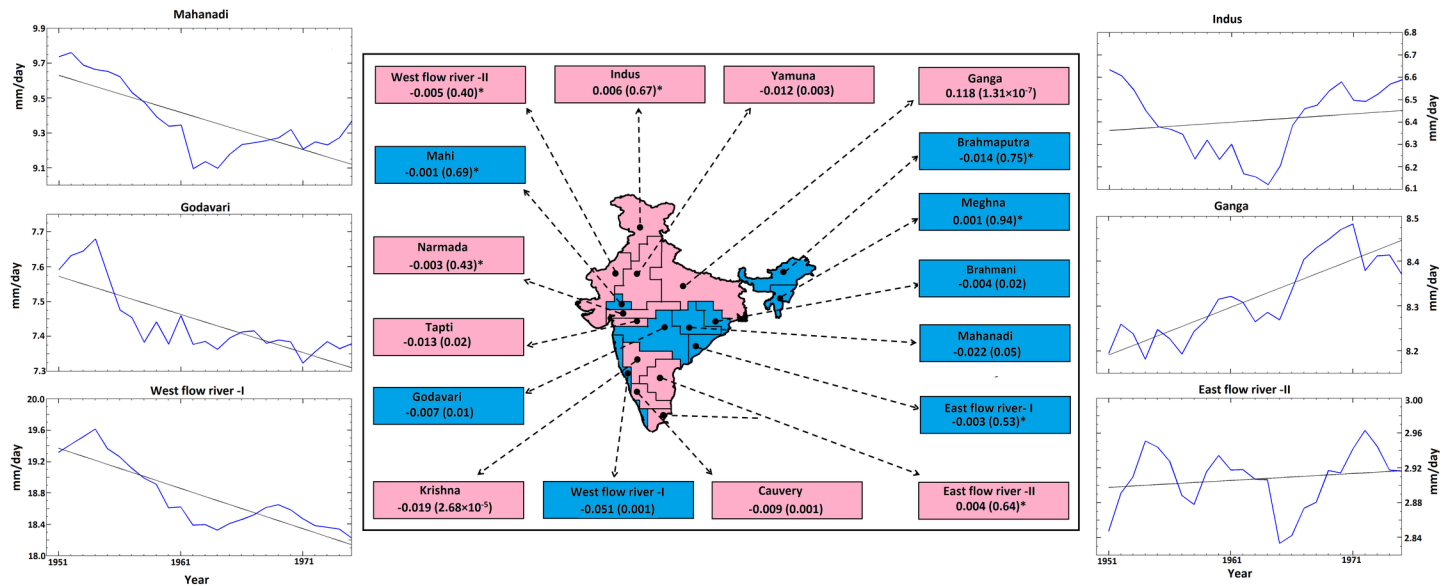 Mahanadi
9.9
9.7
9.5
9.3
9.1
mm/day
Godavari
7.7
7.6
7.5
7.4
7.3
mm/day
West flow river -I
20.0
19.6
19.2
18.8
18.4
18.0
mm/day
1951
1961
1971
Year
West flow river -II
-0.005 (0.40)*
Indus
0.006 (0.67)*
Yamuna
-0.012 (0.003)
Ganga
0.118 (1.31×10⁻⁷)
Mahi
-0.001 (0.69)*
Brahmaputra
-0.014 (0.75)*
Meghna
0.001 (0.94)*
Narmada
-0.003 (0.43)*
Brahmani
-0.004 (0.02)
Tapti
-0.013 (0.02)
Mahanadi
-0.022 (0.05)
Godavari
-0.007 (0.01)
East flow river- I
-0.003 (0.53)*
Krishna
-0.019 (2.68×10⁻⁵)
West flow river -I
-0.051 (0.001)
Cauvery
-0.009 (0.001)
East flow river -II
0.004 (0.64)*
Indus
6.8
6.7
6.6
6.5
6.4
6.3
6.2
6.1
mm/day
Ganga
8.5
8.4
8.3
8.2
mm/day
East flow river -II
3.00
2.96
2.92
2.88
2.84
mm/day
1951
1961
1971
Year